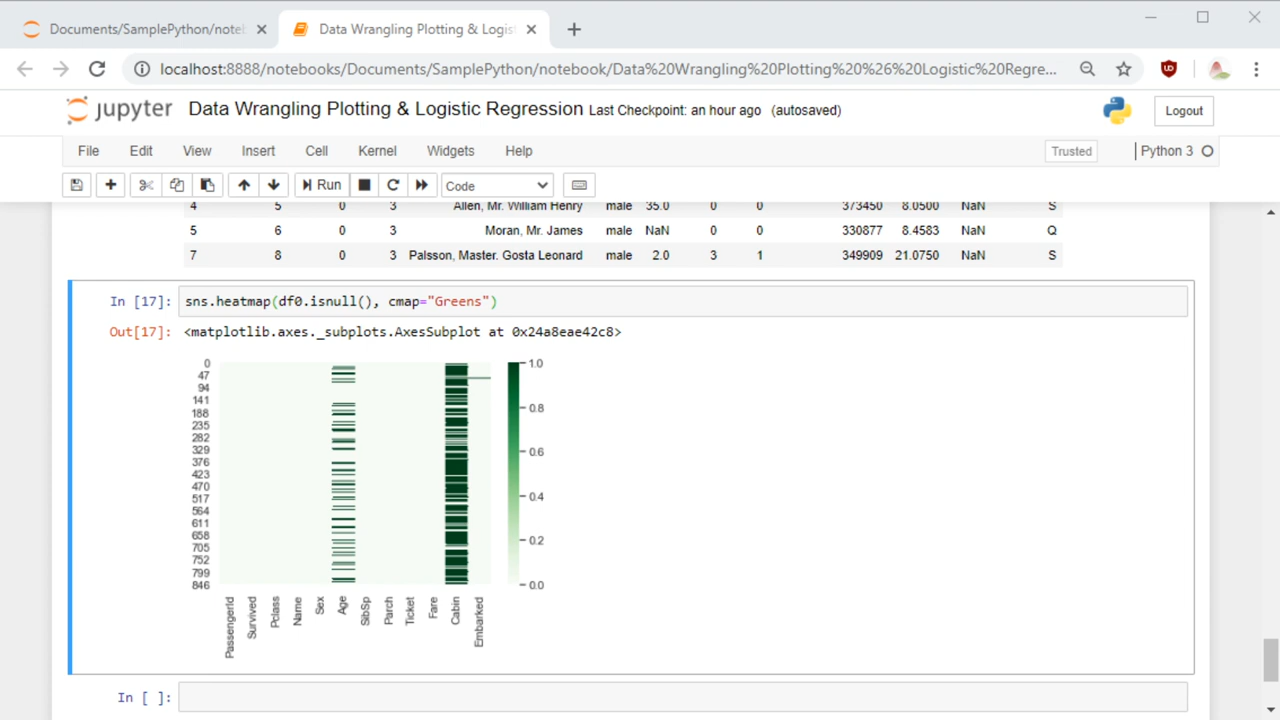 Documents/SamplePython/noteb
Data Wrangling Plotting & Logis
localhost:8888/notebooks/Documents/SamplePython/notebook/Data%20Wrangling%20Plotting%20%26%20Logistic%20Regre...
jupyter Data Wrangling Plotting & Logistic Regression Last Checkpoint: an hour ago (autosaved) Logout
File Edit View Insert Cell Kernel Widgets Help Trusted Python 3
Run Code
4 5 0 3 Allen, Mr. William Henry male 35.0 0 0 373450 8.0500 NaN S
5 6 0 3 Moran, Mr. James male NaN 0 0 330877 8.4583 NaN Q
7 8 0 3 Palsson, Master. Gosta Leonard male 2.0 3 1 349909 21.0750 NaN S
In [17]: sns.heatmap(df0.isnull(), cmap="Greens")
Out[17]: <matplotlib.axes._subplots.AxesSubplot at 0x24a8eae42c8>
0
47
94
141
188
235
282
329
376
423
470
517
564
611
658
705
752
799
846
1.0
0.8
0.6
0.4
0.2
0.0
PassengerId
Survived
Pclass
Name
Sex
Age
SibSp
Parch
Ticket
Fare
Cabin
Embarked
In [ ]: